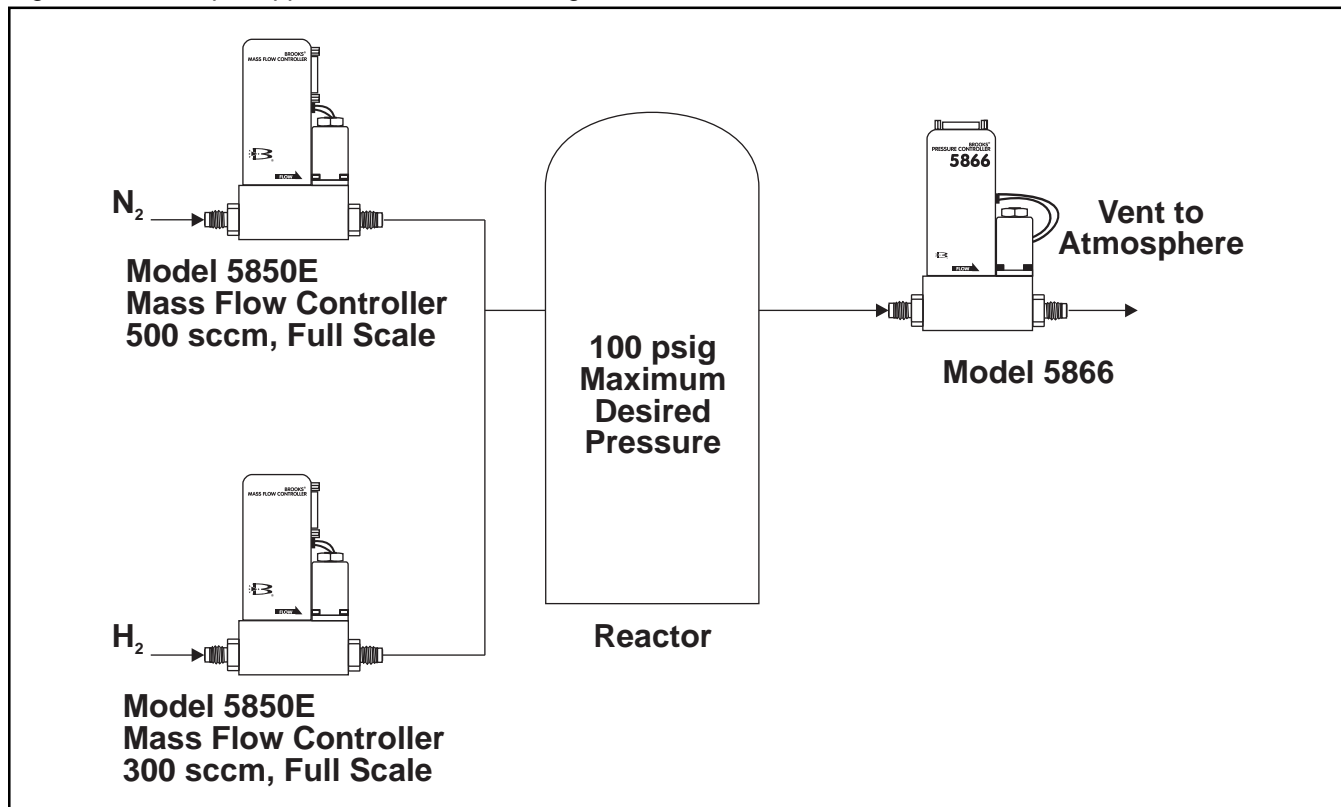 BROOKS®
MASS FLOW CONTROLLER
FLOW
N₂
Model 5850E
Mass Flow Controller
500 sccm, Full Scale
BROOKS®
MASS FLOW CONTROLLER
FLOW
H₂
Model 5850E
Mass Flow Controller
300 sccm, Full Scale
100 psig
Maximum
Desired
Pressure
Reactor
BROOKS®
PRESSURE CONTROLLER
5866
FLOW
Vent to
Atmosphere
Model 5866